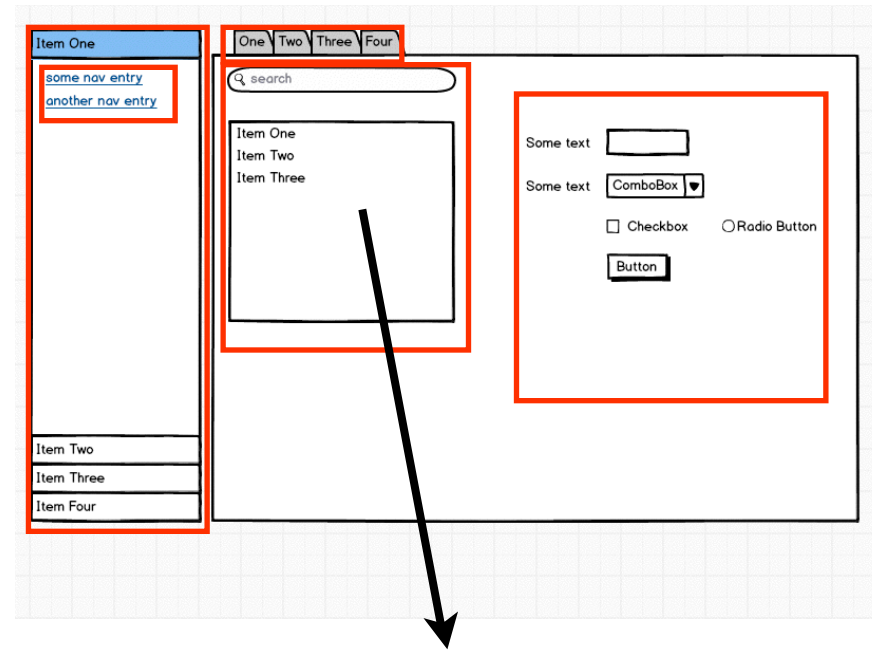 Item One
some nav entry
another nav entry
Item Two
Item Three
Item Four
One Two Three Four
search
Item One
Item Two
Item Three
Some text
Some text ComboBox
Checkbox Radio Button
Button